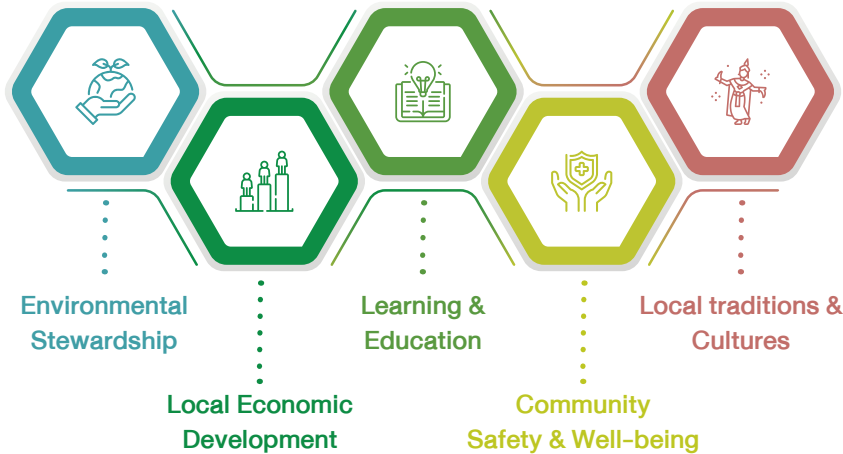 Environmental
Stewardship
Local Economic
Development
Learning &
Education
Community
Safety & Well-being
Local traditions &
Cultures